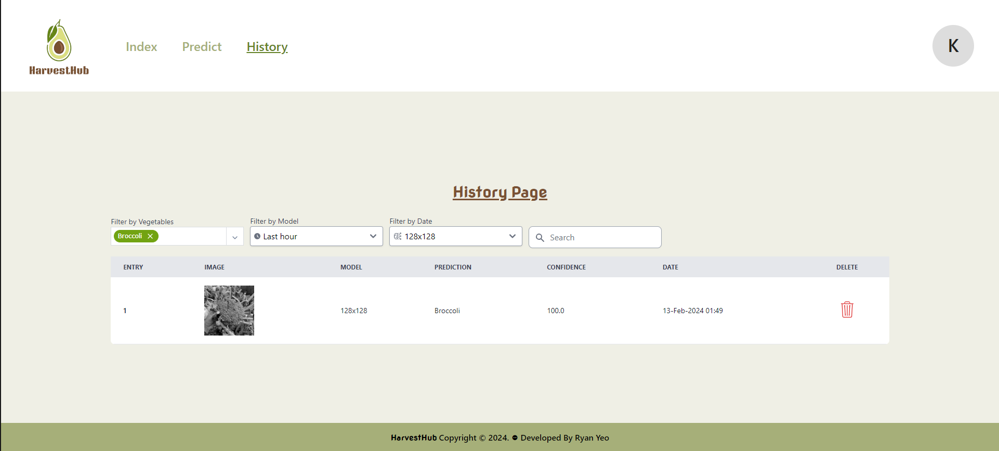 HarvestHub
Index Predict History
K
History Page
Filter by Vegetables Filter by Model Filter by Date
Broccoli Last hour 128x128 Search
ENTRY IMAGE MODEL PREDICTION CONFIDENCE DATE DELETE
1 128x128 Broccoli 100.0 13-Feb-2024 01:49
HarvestHub Copyright © 2024. Developed By Ryan Yeo